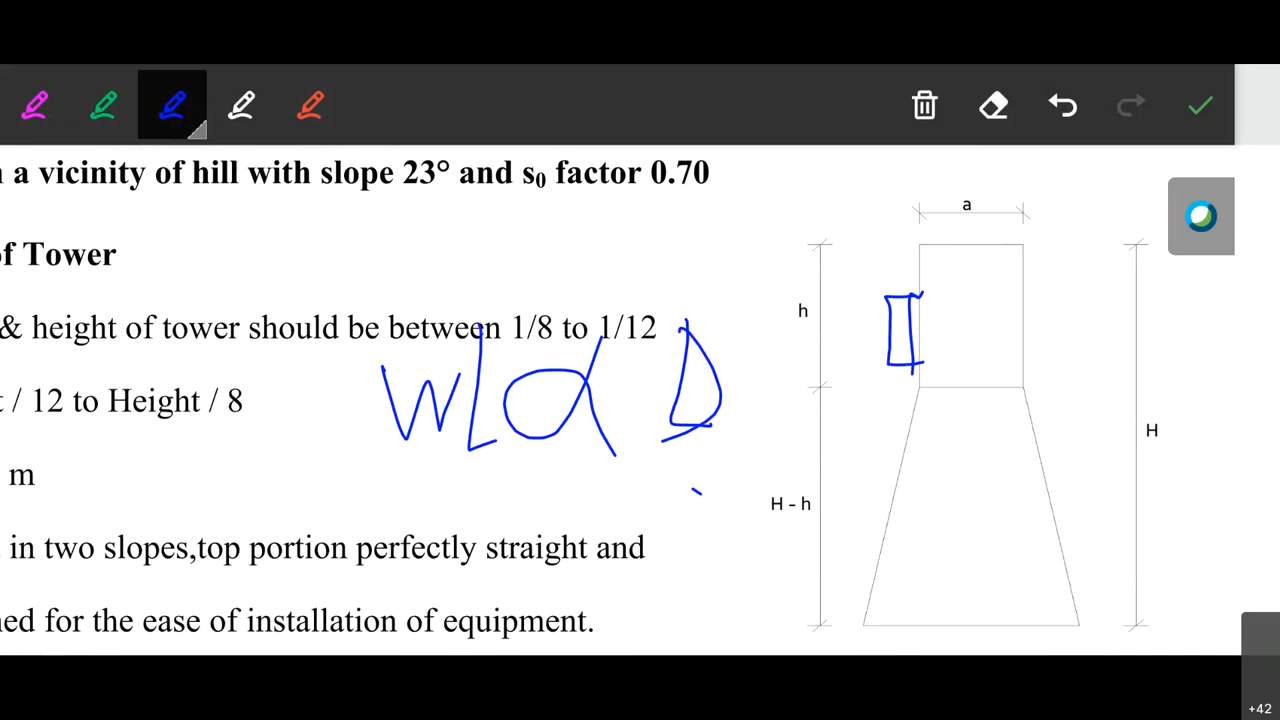 a vicinity of hill with slope 23° and s₀ factor 0.70
of Tower
& height of tower should be between 1/8 to 1/12
/ 12 to Height / 8
m
in two slopes,top portion perfectly straight and
for the ease of installation of equipment.
WL α D
a
h
H
H - h
+42